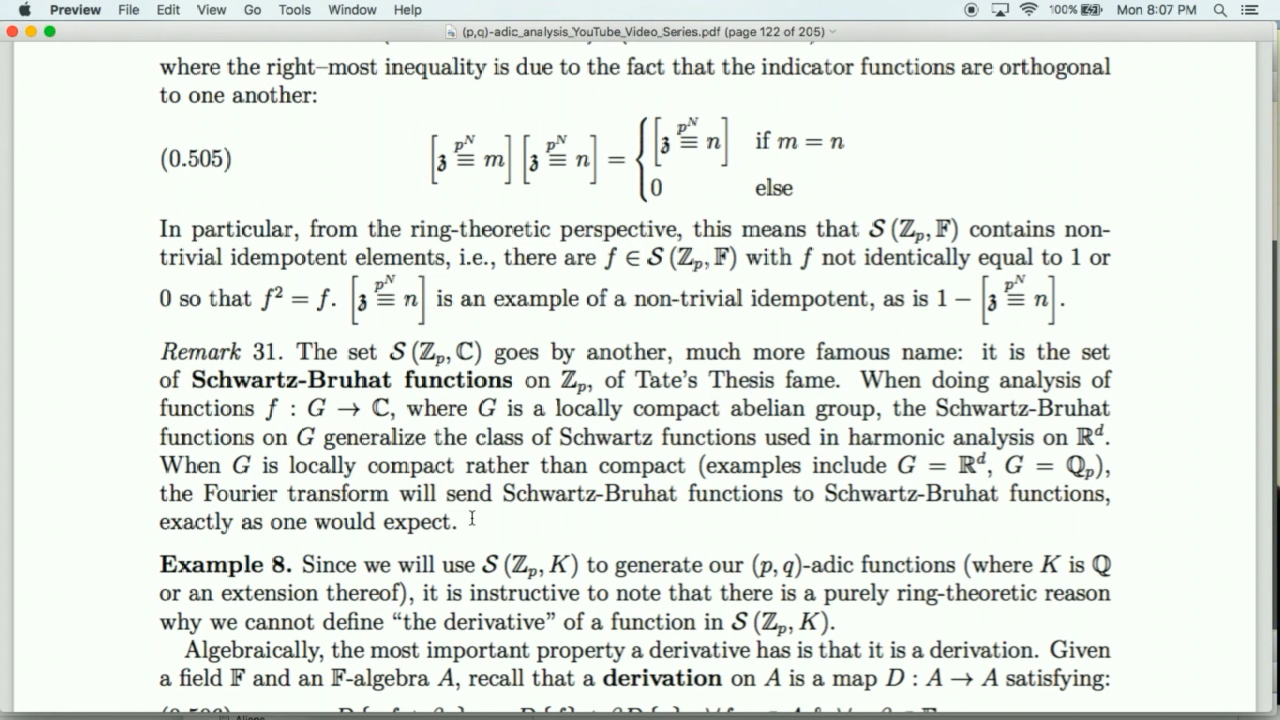 Preview File Edit View Go Tools Window Help 100% Mon 8:07 PM
(p,q)-adic_analysis_YouTube_Video_Series.pdf (page 122 of 205)
where the right–most inequality is due to the fact that the indicator functions are orthogonal
to one another:
(0.505) [𝔷 ≡^{p^N} m] [𝔷 ≡^{p^N} n] = { [𝔷 ≡^{p^N} n] if m = n
0 else
In particular, from the ring-theoretic perspective, this means that 𝒮 (ℤ_p, 𝔽) contains non-
trivial idempotent elements, i.e., there are f ∈ 𝒮 (ℤ_p, 𝔽) with f not identically equal to 1 or
0 so that f² = f. [𝔷 ≡^{p^N} n] is an example of a non-trivial idempotent, as is 1 − [𝔷 ≡^{p^N} n].
Remark 31. The set 𝒮 (ℤ_p, ℂ) goes by another, much more famous name: it is the set
of Schwartz-Bruhat functions on ℤ_p, of Tate's Thesis fame. When doing analysis of
functions f : G → ℂ, where G is a locally compact abelian group, the Schwartz-Bruhat
functions on G generalize the class of Schwartz functions used in harmonic analysis on ℝ^d.
When G is locally compact rather than compact (examples include G = ℝ^d, G = ℚ_p),
the Fourier transform will send Schwartz-Bruhat functions to Schwartz-Bruhat functions,
exactly as one would expect.
Example 8. Since we will use 𝒮 (ℤ_p, K) to generate our (p, q)-adic functions (where K is ℚ
or an extension thereof), it is instructive to note that there is a purely ring-theoretic reason
why we cannot define “the derivative” of a function in 𝒮 (ℤ_p, K).
Algebraically, the most important property a derivative has is that it is a derivation. Given
a field 𝔽 and an 𝔽-algebra A, recall that a derivation on A is a map D : A → A satisfying: